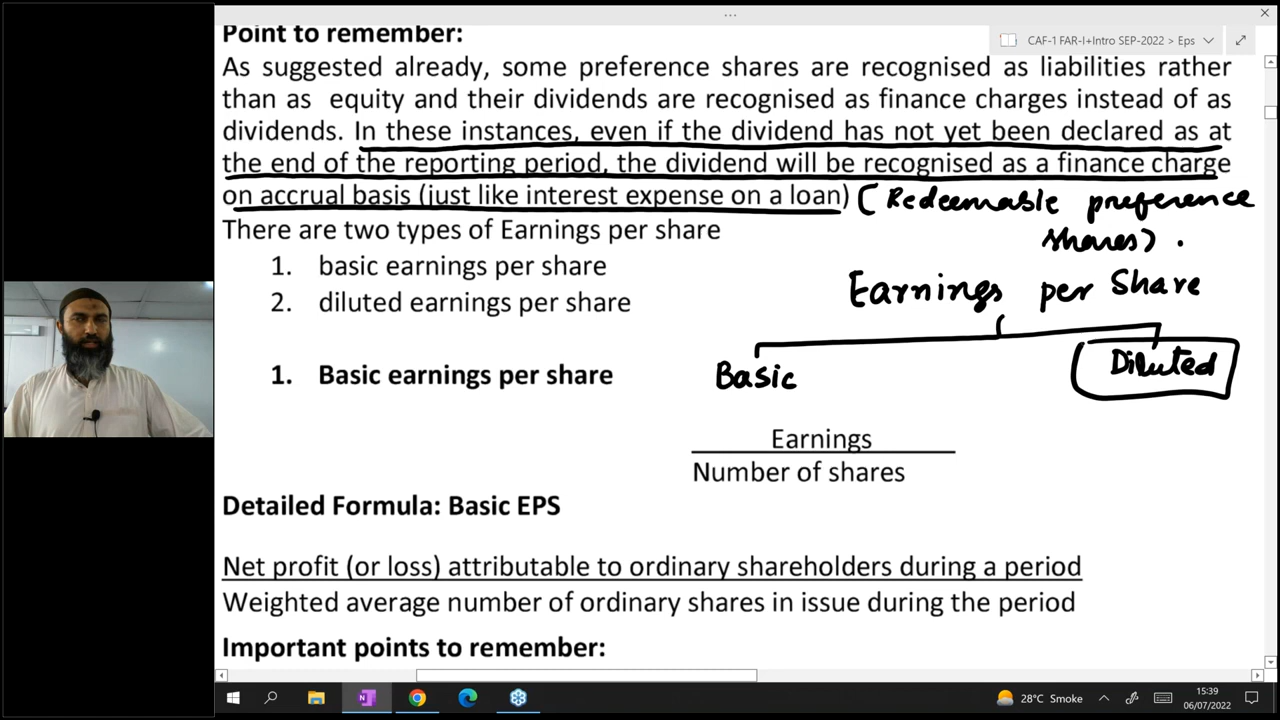 Point to remember:
CAF-1 FAR-I+Intro SEP-2022 > Eps
As suggested already, some preference shares are recognised as liabilities rather
than as equity and their dividends are recognised as finance charges instead of as
dividends. In these instances, even if the dividend has not yet been declared as at
the end of the reporting period, the dividend will be recognised as a finance charge
on accrual basis (just like interest expense on a loan) (Redeemable preference
shares) .
There are two types of Earnings per share
1. basic earnings per share
2. diluted earnings per share
Earnings per Share
Basic
Diluted
1. Basic earnings per share
Earnings
Number of shares
Detailed Formula: Basic EPS
Net profit (or loss) attributable to ordinary shareholders during a period
Weighted average number of ordinary shares in issue during the period
Important points to remember:
28°C Smoke
15:39
06/07/2022